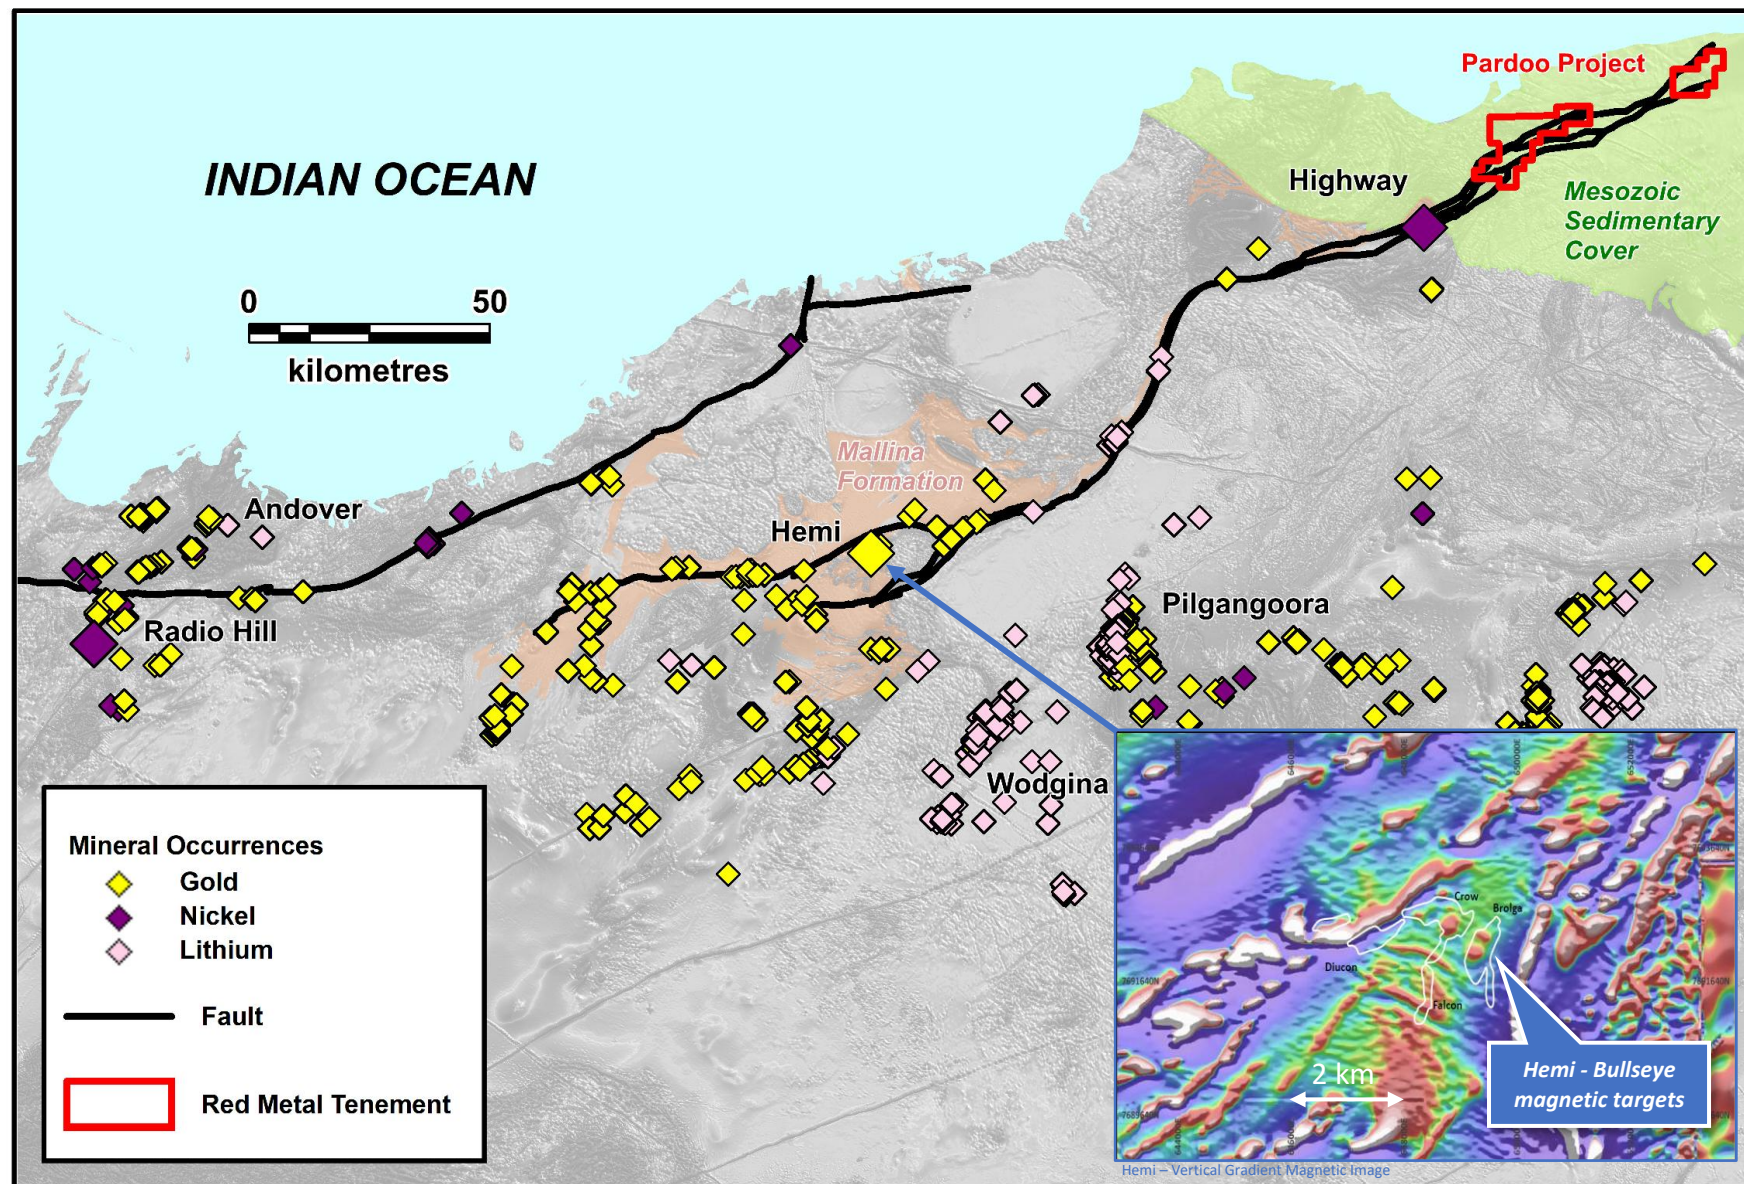 Pardoo Project
INDIAN OCEAN
Highway
Mesozoic
Sedimentary
Cover
0 50
kilometres
Mallina
Formation
Andover
Hemi
Radio Hill
Pilgangoora
Wodgina
Mineral Occurrences
Gold
Nickel
Lithium
Fault
Red Metal Tenement
Crow
Brolga
Diucon
Falcon
7691640N
7691640N
2 km
Hemi - Bullseye
magnetic targets
Hemi – Vertical Gradient Magnetic Image